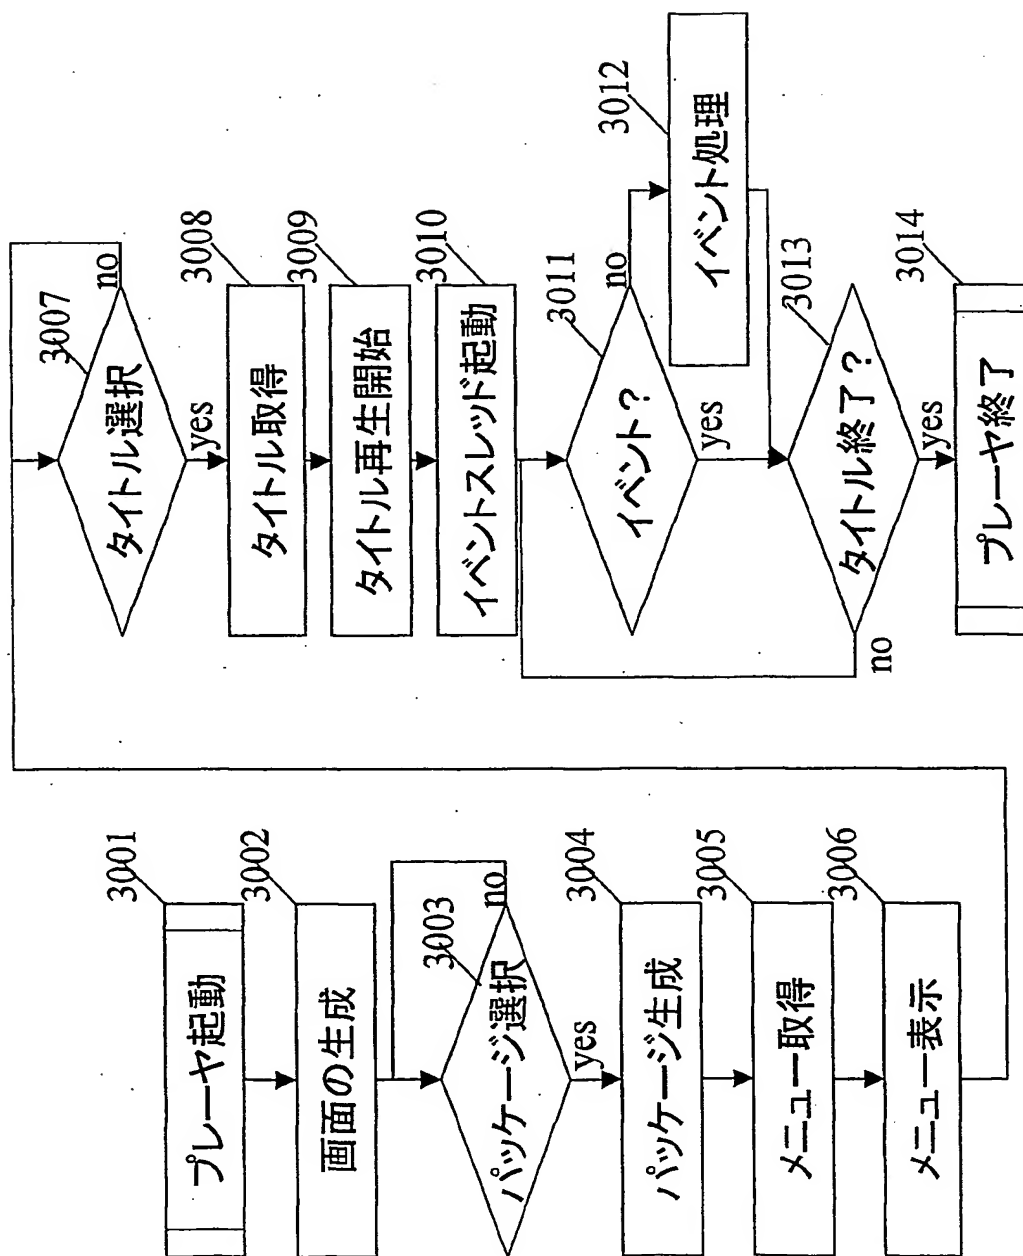 3001
プレーヤ起動
3002
画面の生成
3003
パッケージ選択
no
yes
3004
パッケージ生成
3005
メニュー取得
3006
メニュー表示
3007
タイトル選択
no
yes
3008
タイトル取得
3009
タイトル再生開始
3010
イベントスレッド起動
3011
イベント?
no
yes
3012
イベント処理
3013
タイトル終了?
no
yes
3014
プレーヤ終了